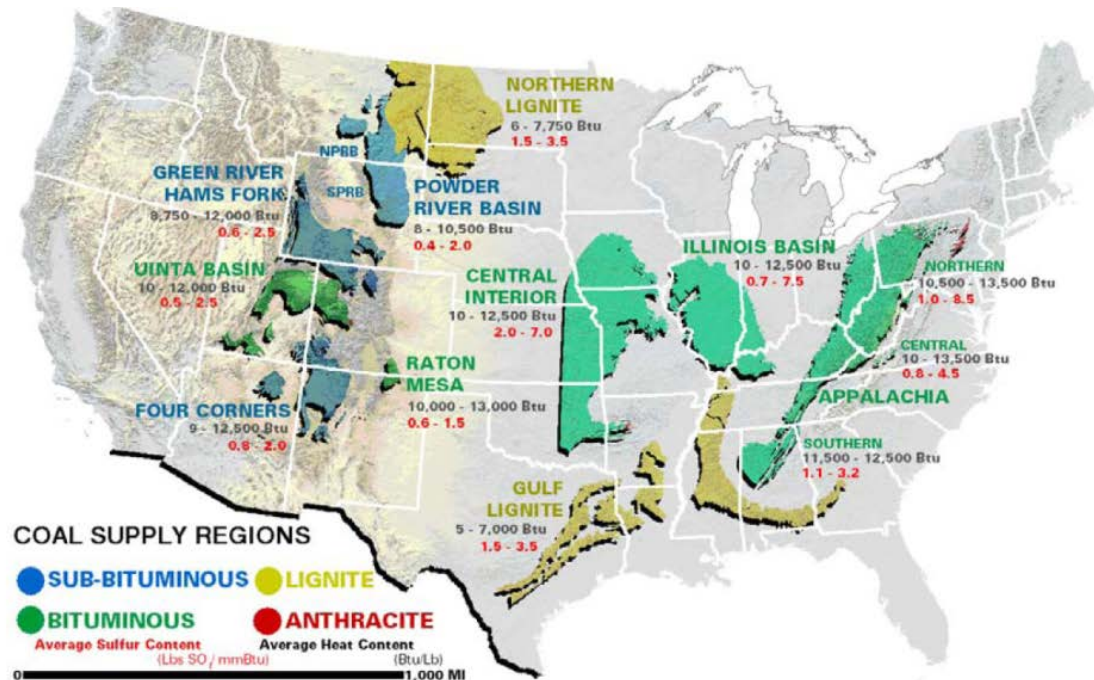 NORTHERN
LIGNITE
6 - 7,750 Btu
1.5 - 3.5
NPRB
SPRB
GREEN RIVER
HAMS FORK
8,750 - 12,000 Btu
0.6 - 2.5
POWDER
RIVER BASIN
8 - 10,500 Btu
0.4 - 2.0
UINTA BASIN
10 - 12,000 Btu
0.5 - 2.5
CENTRAL
INTERIOR
10 - 12,500 Btu
2.0 - 7.0
ILLINOIS BASIN
10 - 12,500 Btu
0.7 - 7.5
NORTHERN
10,500 - 13,500 Btu
1.0 - 8.5
CENTRAL
10 - 13,500 Btu
0.8 - 4.5
APPALACHIA
RATON
MESA
10,000 - 13,000 Btu
0.6 - 1.5
FOUR CORNERS
9 - 12,500 Btu
0.8 - 2.0
SOUTHERN
11,500 - 12,500 Btu
1.1 - 3.2
GULF
LIGNITE
5 - 7,000 Btu
1.5 - 3.5
COAL SUPPLY REGIONS
SUB-BITUMINOUS
LIGNITE
BITUMINOUS
ANTHRACITE
Average Sulfur Content
(Lbs SO / mmBtu)
Average Heat Content
(Btu/Lb)
0 1,000 MI